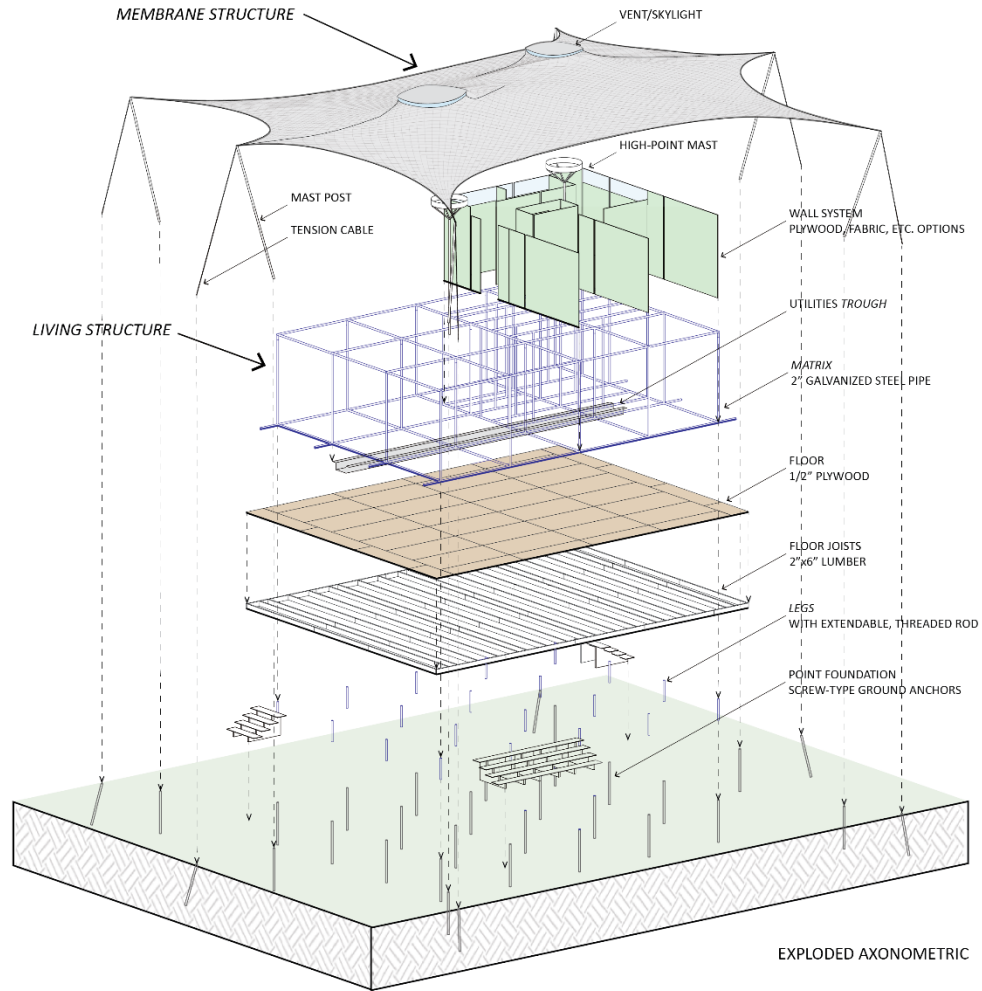 MEMBRANE STRUCTURE
VENT/SKYLIGHT
HIGH-POINT MAST
MAST POST
TENSION CABLE
WALL SYSTEM
PLYWOOD, FABRIC, ETC. OPTIONS
UTILITIES TROUGH
LIVING STRUCTURE
MATRIX
2" GALVANIZED STEEL PIPE
FLOOR
1/2" PLYWOOD
FLOOR JOISTS
2"x6" LUMBER
LEGS
WITH EXTENDABLE, THREADED ROD
POINT FOUNDATION
SCREW-TYPE GROUND ANCHORS
EXPLODED AXONOMETRIC